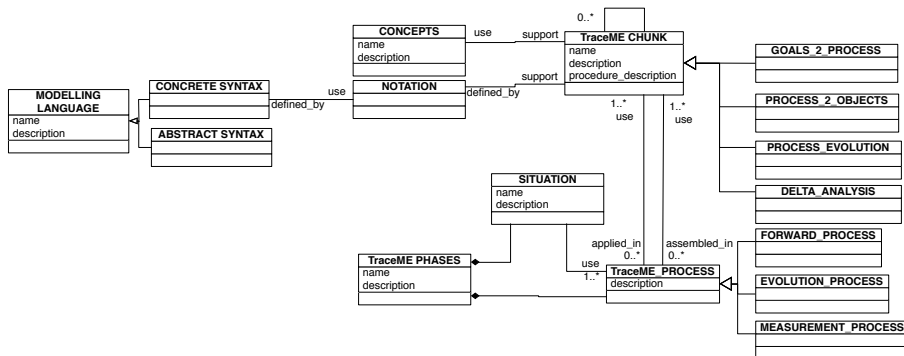 0..*
CONCEPTS
name
description
use
support
TraceME CHUNK
name
description
procedure_description
GOALS_2_PROCESS
MODELLING
LANGUAGE
name
description
CONCRETE SYNTAX
use
defined_by
NOTATION
support
defined_by
ABSTRACT SYNTAX
1..*
use
1..*
use
PROCESS_2_OBJECTS
PROCESS_EVOLUTION
DELTA_ANALYSIS
SITUATION
name
description
applied_in
0..*
assembled_in
0..*
FORWARD_PROCESS
TraceME PHASES
name
description
use
1..*
TraceME_PROCESS
description
EVOLUTION_PROCESS
MEASUREMENT_PROCESS